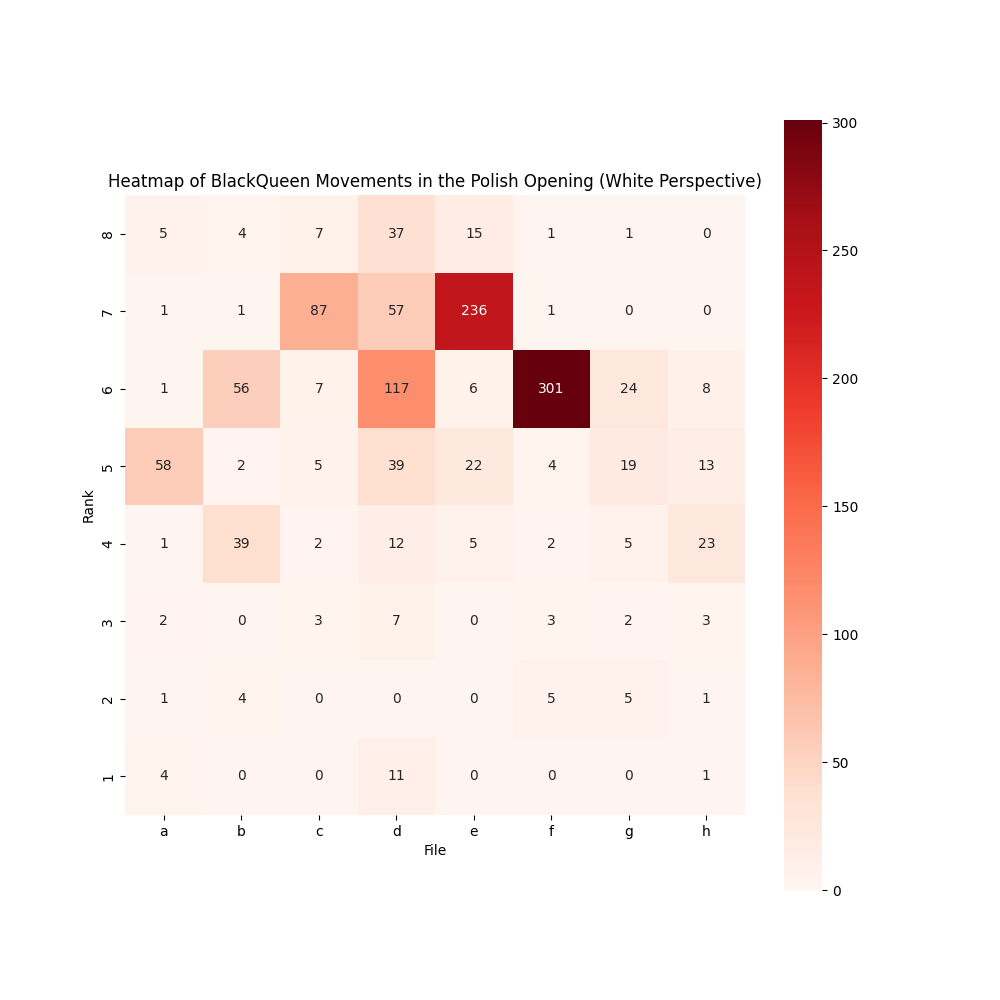 Heatmap of BlackQueen Movements in the Polish Opening (White Perspective)
8 5 4 7 37 15 1 1 0
7 1 1 87 57 236 1 0 0
6 1 56 7 117 6 301 24 8
5 58 2 5 39 22 4 19 13
4 1 39 2 12 5 2 5 23
3 2 0 3 7 0 3 2 3
2 1 4 0 0 0 5 5 1
1 4 0 0 11 0 0 0 1
a b c d e f g h
File
Rank
300
250
200
150
100
50
0